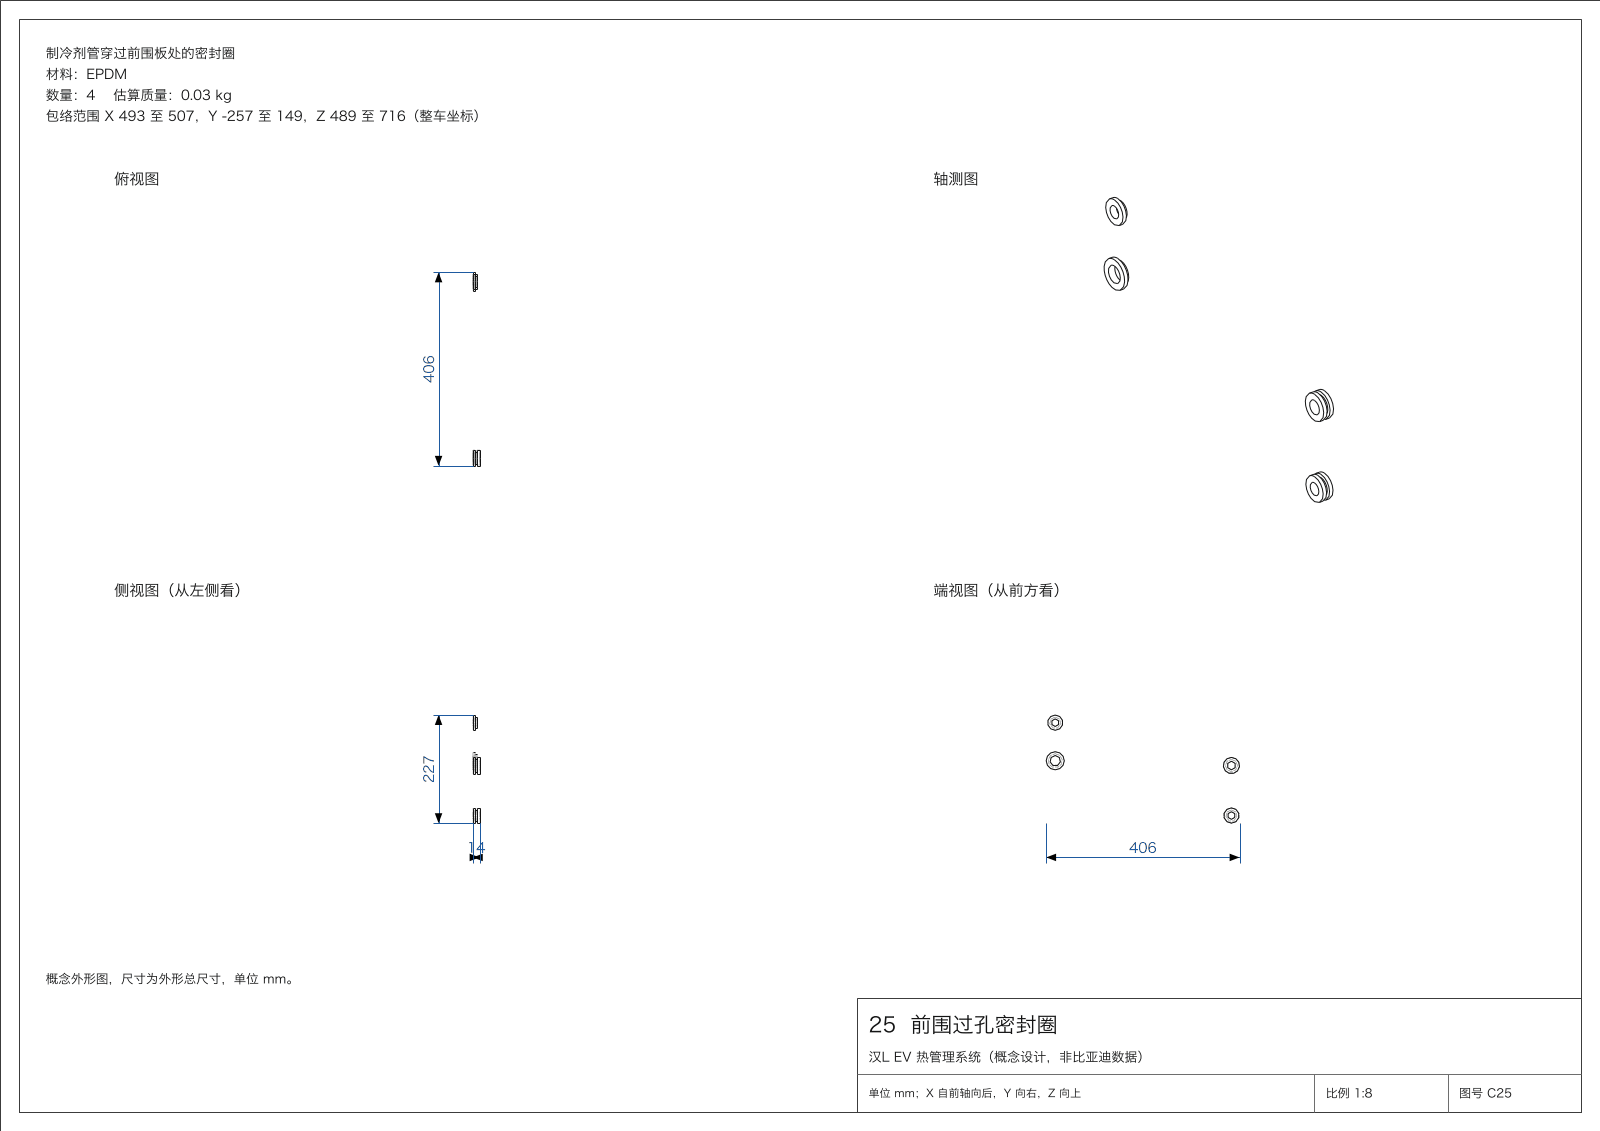 制冷剂管穿过前围板处的密封圈
材料：EPDM
数量：4 估算质量：0.03 kg
包络范围 X 493 至 507，Y -257 至 149，Z 489 至 716（整车坐标）
俯视图
轴测图
406
侧视图（从左侧看）
端视图（从前方看）
227
14
406
概念外形图，尺寸为外形总尺寸，单位 mm。
25 前围过孔密封圈
汉L EV 热管理系统（概念设计，非比亚迪数据）
单位 mm；X 自前轴向后，Y 向右，Z 向上
比例 1:8
图号 C25